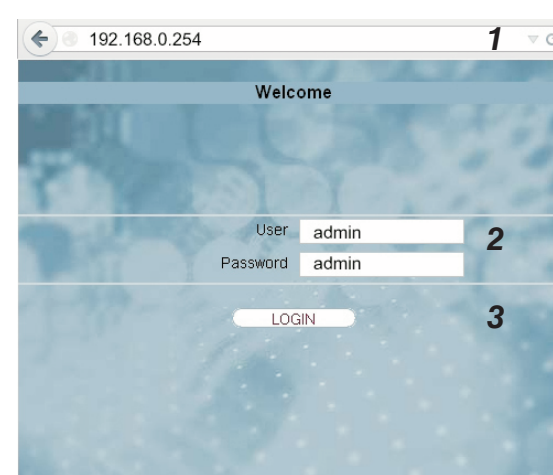 192.168.0.254 1
Welcome
User admin 2
Password admin
LOGIN 3